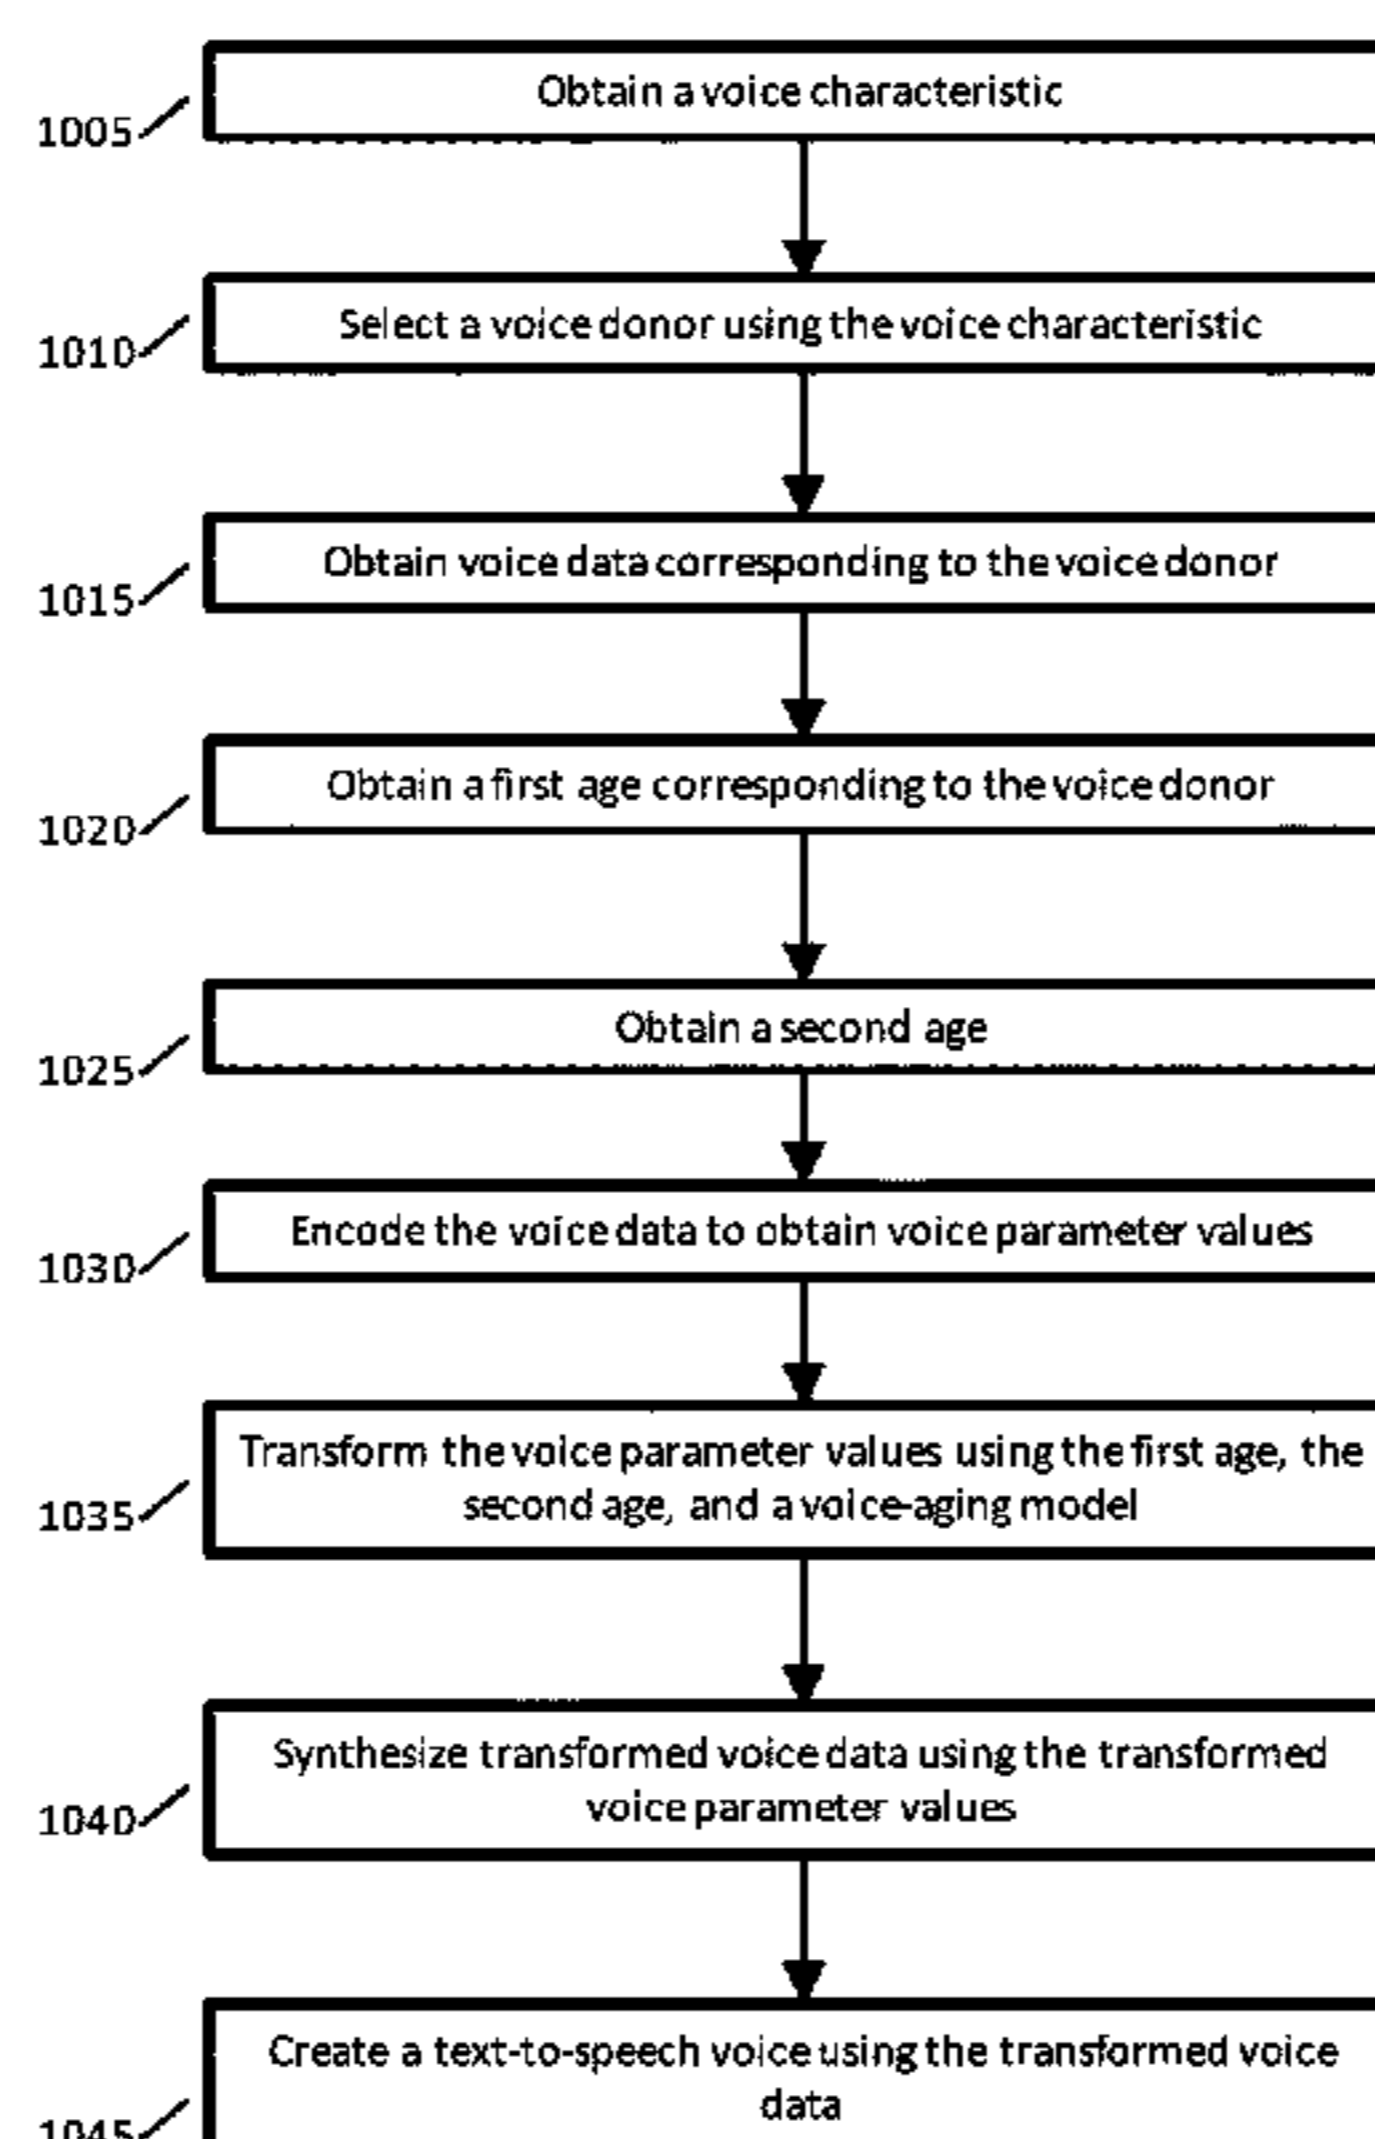 Obtain a voice characteristic
1005
Select a voice donor using the voice characteristic
1010
Obtain voice data corresponding to the voice donor
1015
Obtain a first age corresponding to the voice donor
1020
Obtain a second age
1025
Encode the voice data to obtain voice parameter values
1030
Transform the voice parameter values using the first age, the
second age, and a voice-aging model
1035
Synthesize transformed voice data using the transformed
voice parameter values
1040
Create a text-to-speech voice using the transformed voice
data
1045